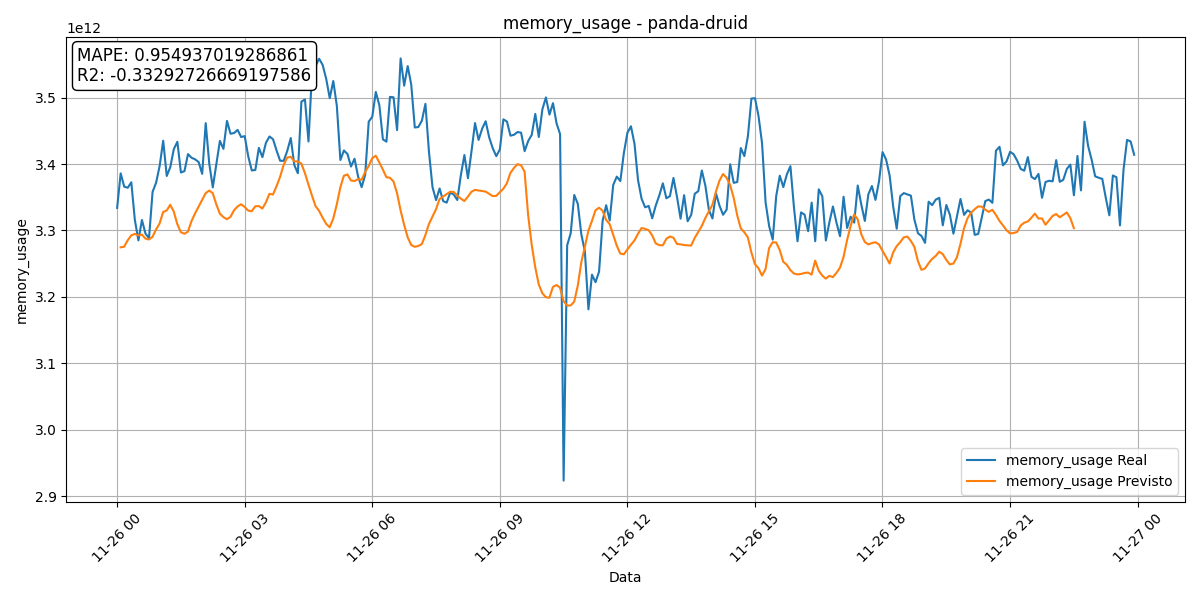 memory_usage - panda-druid
1e12
MAPE: 0.954937019286861
R2: -0.33292726669197586
3.5
3.4
3.3
3.2
3.1
3.0
2.9
memory_usage
memory_usage Real
memory_usage Previsto
11-26 00
11-26 03
11-26 06
11-26 09
11-26 12
11-26 15
11-26 18
11-26 21
11-27 00
Data